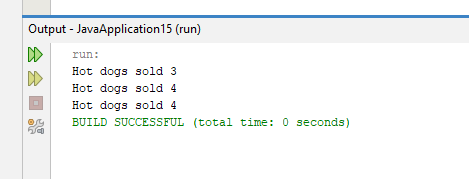 Output - JavaApplication15 (run)
run:
Hot dogs sold 3
Hot dogs sold 4
Hot dogs sold 4
BUILD SUCCESSFUL (total time: 0 seconds)